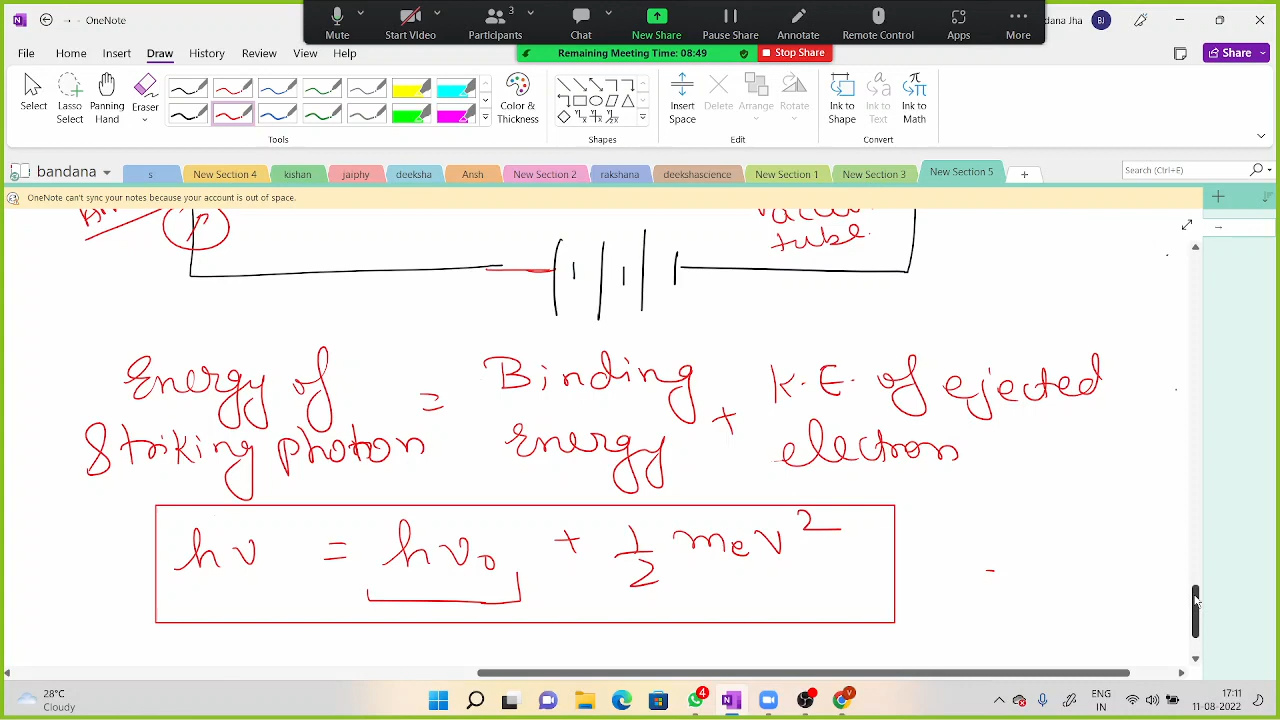 OneNote
Mute
Start Video
3
Participants
Chat
New Share
Pause Share
Annotate
Remote Control
Apps
More
dana Jha
BJ
Remaining Meeting Time: 08:49
Stop Share
File Home Insert Draw History Review View Help
Share
Select
Lasso Select
Panning Hand
Eraser
Color & Thickness
Insert Space
Delete
Arrange
Rotate
Ink to Shape
Ink to Text
Ink to Math
Tools
Shapes
Edit
Convert
bandana
s
New Section 4
kishan
jaiphy
deeksha
Ansh
New Section 2
rakshana
deekshascience
New Section 1
New Section 3
New Section 5
Search (Ctrl+E)
OneNote can't sync your notes because your account is out of space.
tube.
Energy of = Binding + K.E. of ejected
Striking photon energy electron
hν = hν₀ + 1/2 mev²
28°C
Cloudy
4
ENG
IN
17:11
11-08-2022